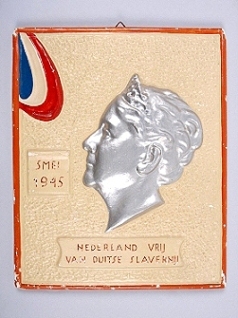 5 MEI
1945
NEDERLAND VRIJ
VAN DUITSE SLAVERNIJ